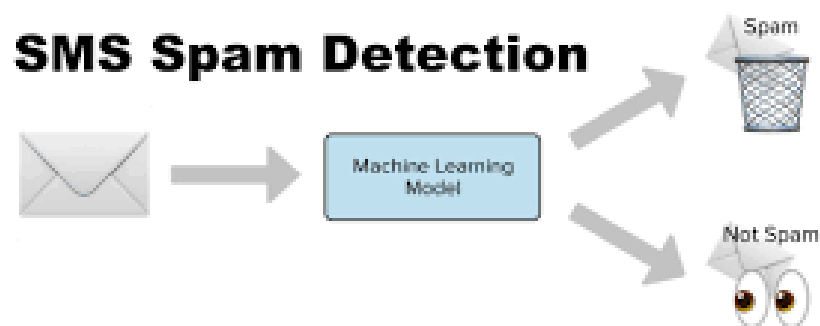 SMS Spam Detection
Spam
Machine Learning
Model
Not Spam